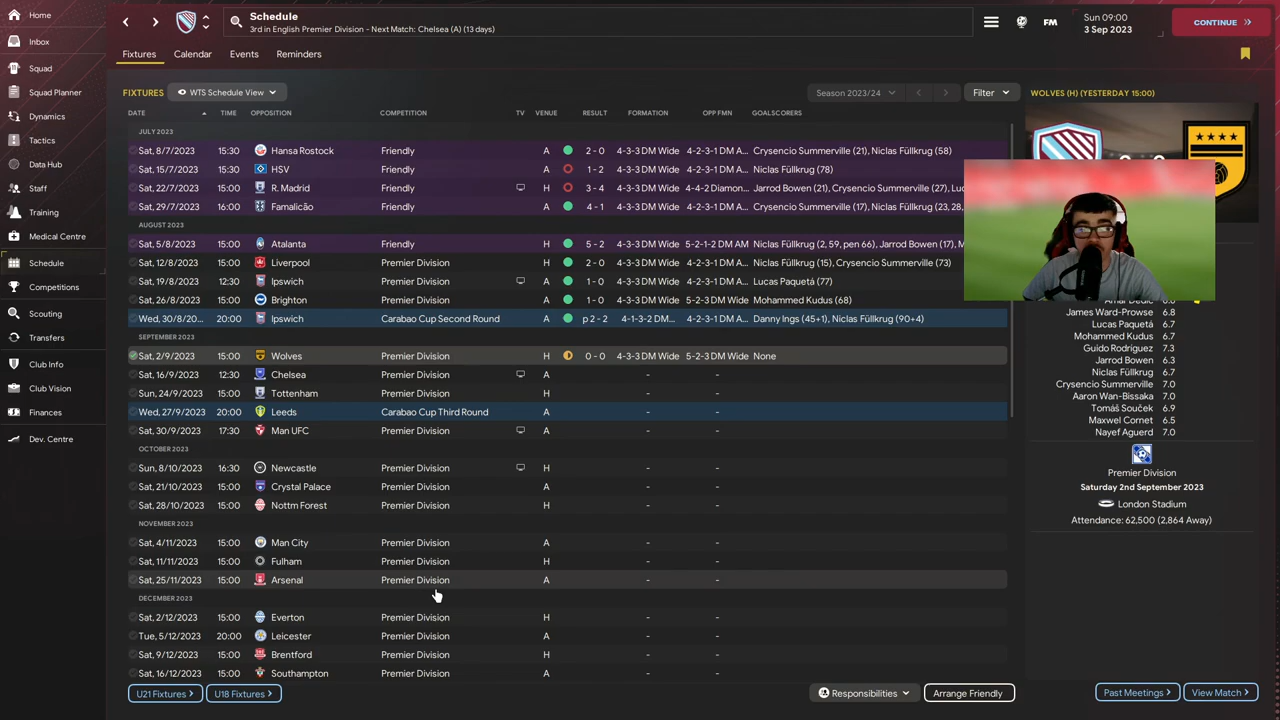 Home
Inbox
Squad
Squad Planner
Dynamics
Tactics
Data Hub
Staff
Training
Medical Centre
Schedule
Competitions
Scouting
Transfers
Club Info
Club Vision
Finances
Dev. Centre
Schedule
3rd in English Premier Division - Next Match: Chelsea (A) (13 days)
FM
Sun 09:00
3 Sep 2023
CONTINUE
Fixtures Calendar Events Reminders
FIXTURES WTS Schedule View Season 2023/24 Filter
DATE TIME OPPOSITION COMPETITION TV VENUE RESULT FORMATION OPP FMN GOALSCORERS
JULY 2023
Sat, 8/7/2023 15:30 Hansa Rostock Friendly A 2 - 0 4-3-3 DM Wide 4-2-3-1 DM A... Crysencio Summerville (21), Niclas Füllkrug (58)
Sat, 15/7/2023 15:30 HSV Friendly A 1 - 2 4-3-3 DM Wide 4-2-3-1 DM A... Niclas Füllkrug (78)
Sat, 22/7/2023 15:00 R. Madrid Friendly H 3 - 4 4-3-3 DM Wide 4-4-2 Diamon... Jarrod Bowen (21), Crysencio Summerville (27), Luc
Sat, 29/7/2023 16:00 Famalicão Friendly A 4 - 1 4-3-3 DM Wide 4-2-3-1 DM A... Crysencio Summerville (17), Niclas Füllkrug (23, 28,
AUGUST 2023
Sat, 5/8/2023 15:00 Atalanta Friendly H 5 - 2 4-3-3 DM Wide 5-2-1-2 DM AM Niclas Füllkrug (2, 59, pen 66), Jarrod Bowen (17), M
Sat, 12/8/2023 15:00 Liverpool Premier Division H 2 - 0 4-3-3 DM Wide 4-2-3-1 DM A... Niclas Füllkrug (15), Crysencio Summerville (73)
Sat, 19/8/2023 12:30 Ipswich Premier Division A 1 - 0 4-3-3 DM Wide 4-2-3-1 DM A... Lucas Paquetá (77)
Sat, 26/8/2023 15:00 Brighton Premier Division A 1 - 0 4-3-3 DM Wide 5-2-3 DM Wide Mohammed Kudus (68)
Wed, 30/8/20... 20:00 Ipswich Carabao Cup Second Round A p 2 - 2 4-1-3-2 DM... 4-2-3-1 DM A... Danny Ings (45+1), Niclas Füllkrug (90+4)
SEPTEMBER 2023
Sat, 2/9/2023 15:00 Wolves Premier Division H 0 - 0 4-3-3 DM Wide 5-2-3 DM Wide None
Sat, 16/9/2023 12:30 Chelsea Premier Division A - -
Sun, 24/9/2023 15:00 Tottenham Premier Division H - -
Wed, 27/9/2023 20:00 Leeds Carabao Cup Third Round A - -
Sat, 30/9/2023 17:30 Man UFC Premier Division A - -
OCTOBER 2023
Sun, 8/10/2023 16:30 Newcastle Premier Division H - -
Sat, 21/10/2023 15:00 Crystal Palace Premier Division A - -
Sat, 28/10/2023 15:00 Nottm Forest Premier Division H - -
NOVEMBER 2023
Sat, 4/11/2023 15:00 Man City Premier Division A - -
Sat, 11/11/2023 15:00 Fulham Premier Division H - -
Sat, 25/11/2023 15:00 Arsenal Premier Division A - -
DECEMBER 2023
Sat, 2/12/2023 15:00 Everton Premier Division H - -
Tue, 5/12/2023 20:00 Leicester Premier Division A - -
Sat, 9/12/2023 15:00 Brentford Premier Division H - -
Sat, 16/12/2023 15:00 Southampton Premier Division A - -
U21 Fixtures > U18 Fixtures > Responsibilities Arrange Friendly
WOLVES (H) (YESTERDAY 15:00)
James Ward-Prowse 6.8
Lucas Paquetá 6.7
Mohammed Kudus 6.7
Guido Rodríguez 7.3
Jarrod Bowen 6.3
Niclas Füllkrug 6.7
Crysencio Summerville 7.0
Aaron Wan-Bissaka 7.0
Tomáš Souček 6.9
Maxwel Cornet 6.5
Nayef Aguerd 7.0
Premier Division
Saturday 2nd September 2023
London Stadium
Attendance: 62,500 (2,864 Away)
Past Meetings > View Match >